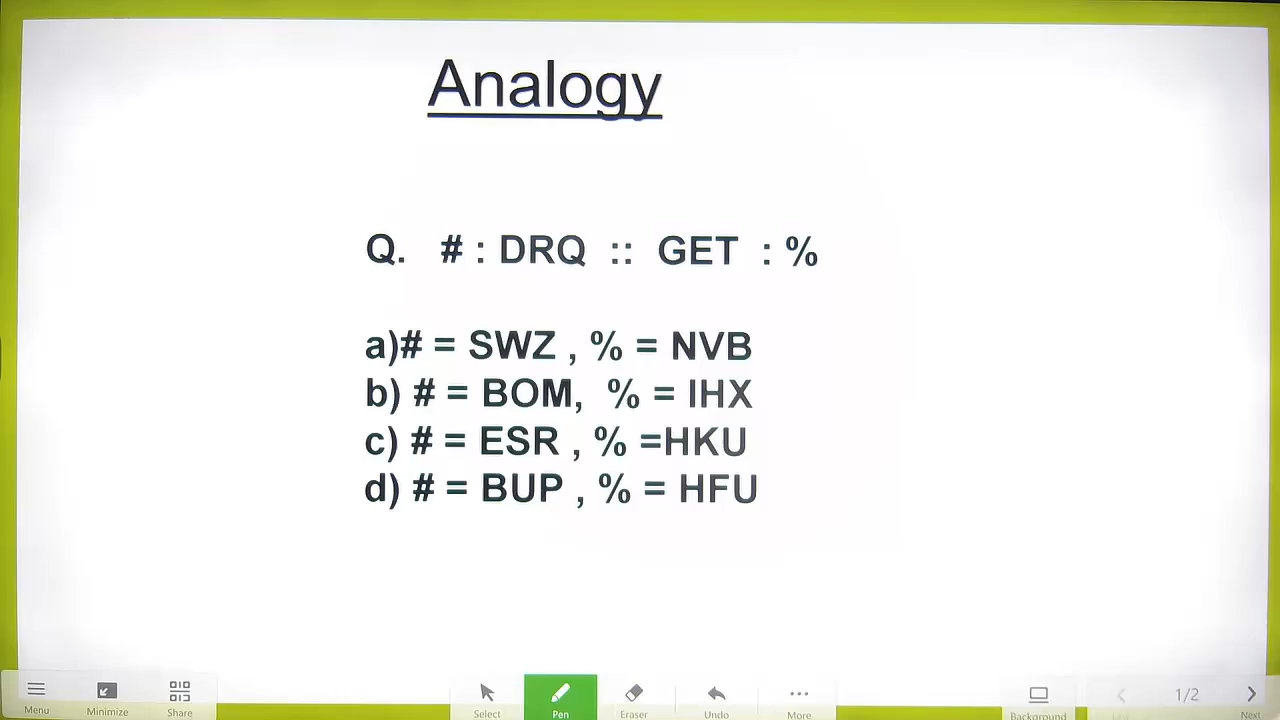 Analogy
Q. # : DRQ :: GET : %
a)# = SWZ , % = NVB
b) # = BOM, % = IHX
c) # = ESR , % =HKU
d) # = BUP , % = HFU
Menu Minimize Share Select Pen Eraser Undo More Background 1/2 Next